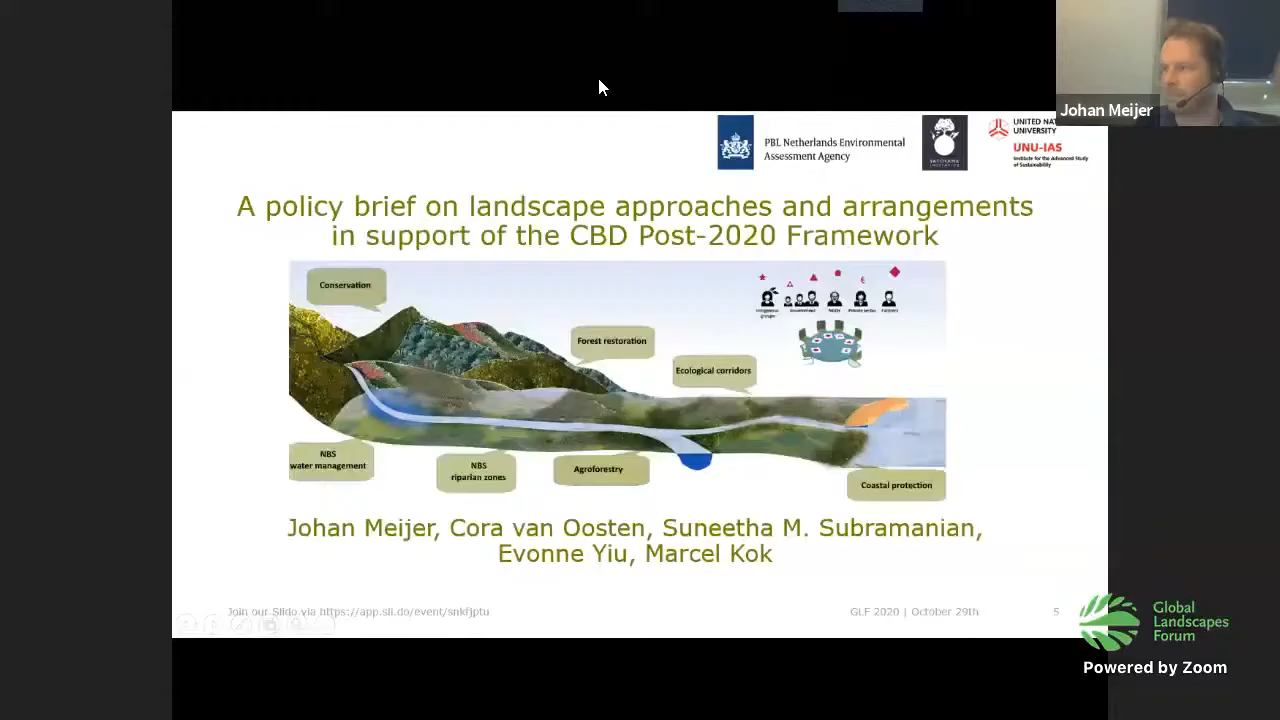 Johan Meijer
PBL Netherlands Environmental
Assessment Agency
SATOYAMA
UNITED NAT
UNIVERSITY
UNU-IAS
Institute for the Advanced Study
of Sustainability
A policy brief on landscape approaches and arrangements
in support of the CBD Post-2020 Framework
Conservation
Forest restoration
Ecological corridors
NBS
water management
NBS
riparian zones
Agroforestry
Coastal protection
Johan Meijer, Cora van Oosten, Suneetha M. Subramanian,
Evonne Yiu, Marcel Kok
Join our Slido via https://app.sli.do/event/snkfjptu
GLF 2020 | October 29th
5
Global
Landscapes
Forum
Powered by Zoom